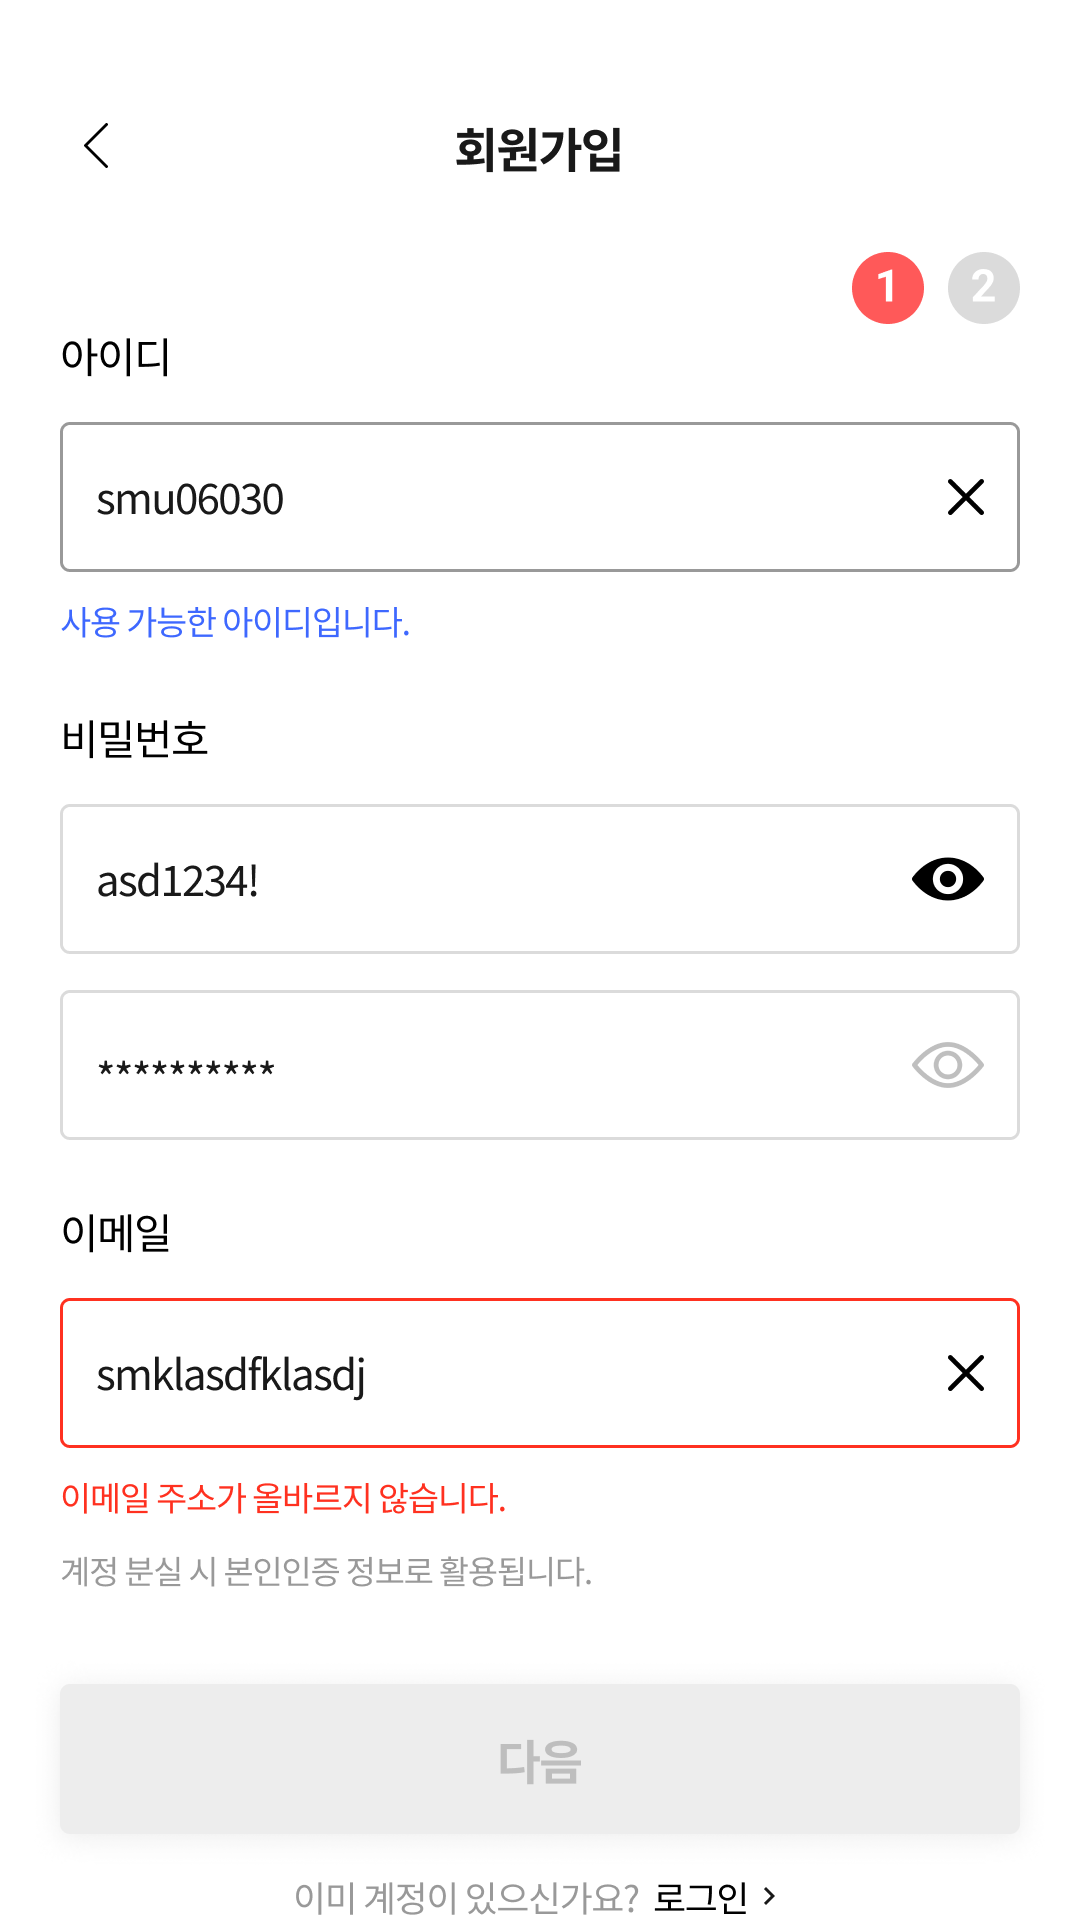 회원가입
1 2
아이디
smu06030
사용 가능한 아이디입니다.
비밀번호
asd1234!
**********
이메일
smklasdfklasdj
이메일 주소가 올바르지 않습니다.
계정 분실 시 본인인증 정보로 활용됩니다.
다음
이미 계정이 있으신가요? 로그인